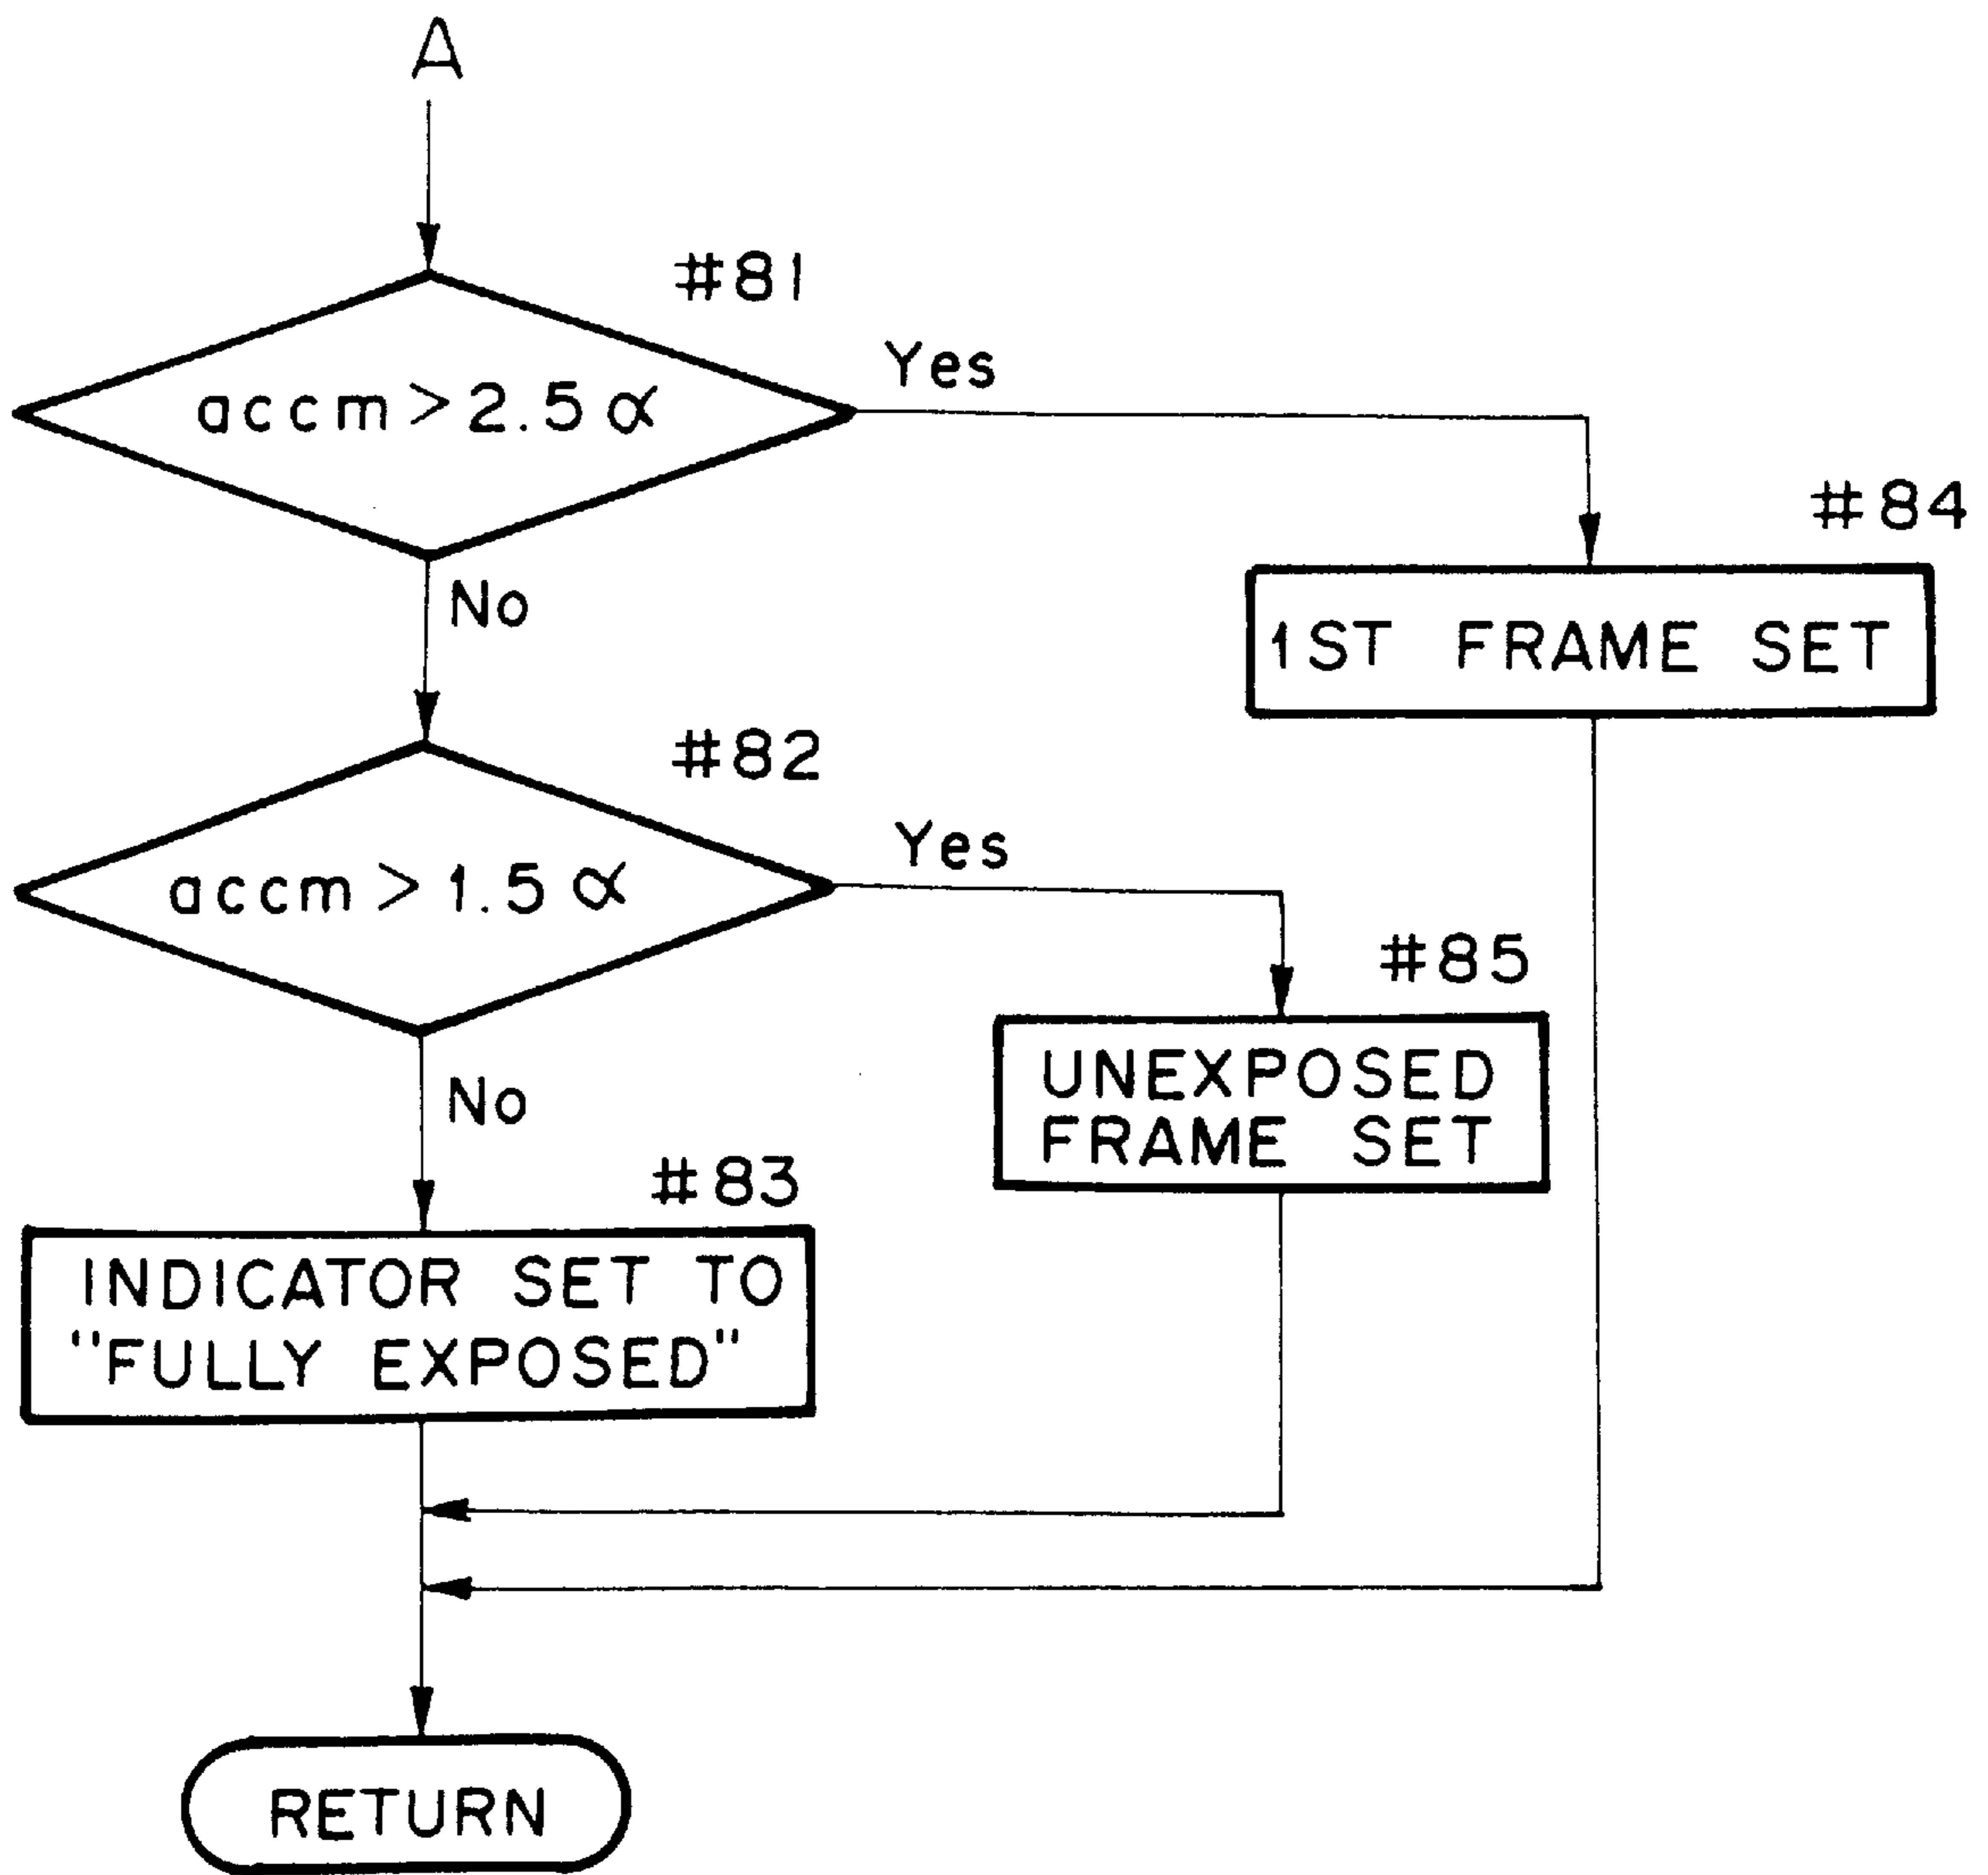 A
#81
accm > 2.5 α
Yes
#84
No
1ST FRAME SET
#82
accm > 1.5 α
Yes
#85
No
UNEXPOSED
FRAME SET
#83
INDICATOR SET TO
"FULLY EXPOSED"
RETURN